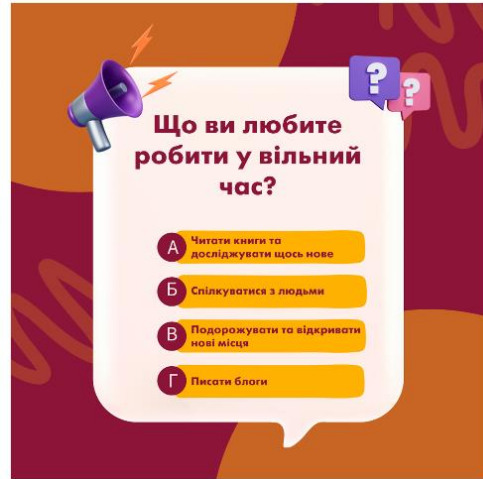 ?
?
Що ви любите
робити у вільний
час?
А
Читати книги та
досліджувати щось нове
Б
Спілкуватися з людьми
В
Подорожувати та відкривати
нові місця
Г
Писати блоги